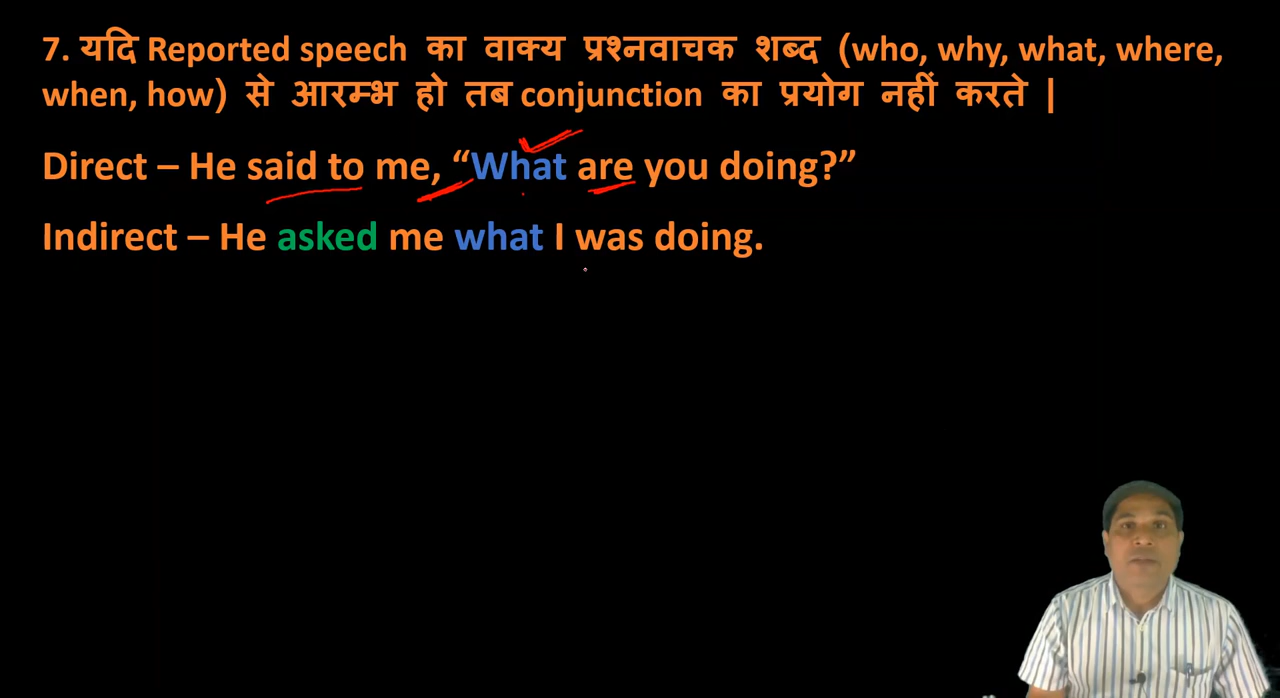 7. यदि Reported speech का वाक्य प्रश्नवाचक शब्द (who, why, what, where,
when, how) से आरम्भ हो तब conjunction का प्रयोग नहीं करते |
Direct – He said to me, “What are you doing?”
Indirect – He asked me what I was doing.